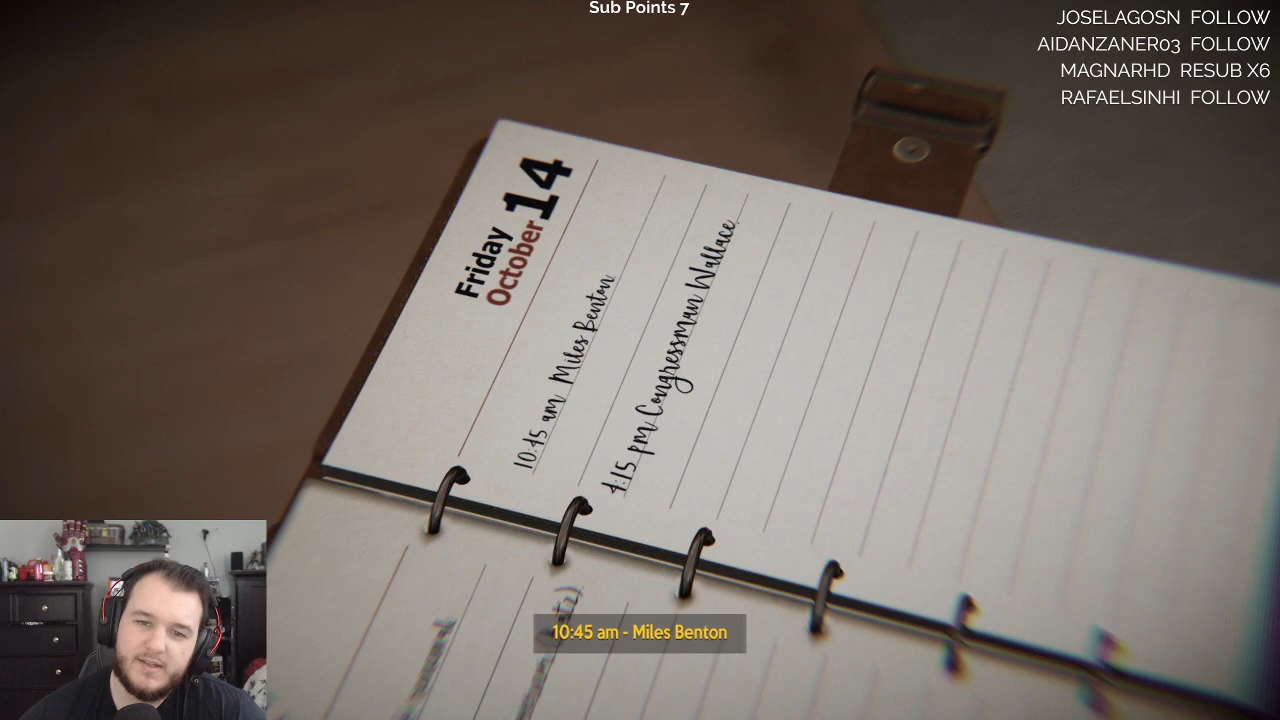 Sub Points 7
JOSELAGOSN FOLLOW
AIDANZANER03 FOLLOW
MAGNARHD RESUB X6
RAFAELSINHI FOLLOW
Friday
October 14
10:45 am Miles Benton
4:15 pm Congressman Wallace
10:45 am - Miles Benton